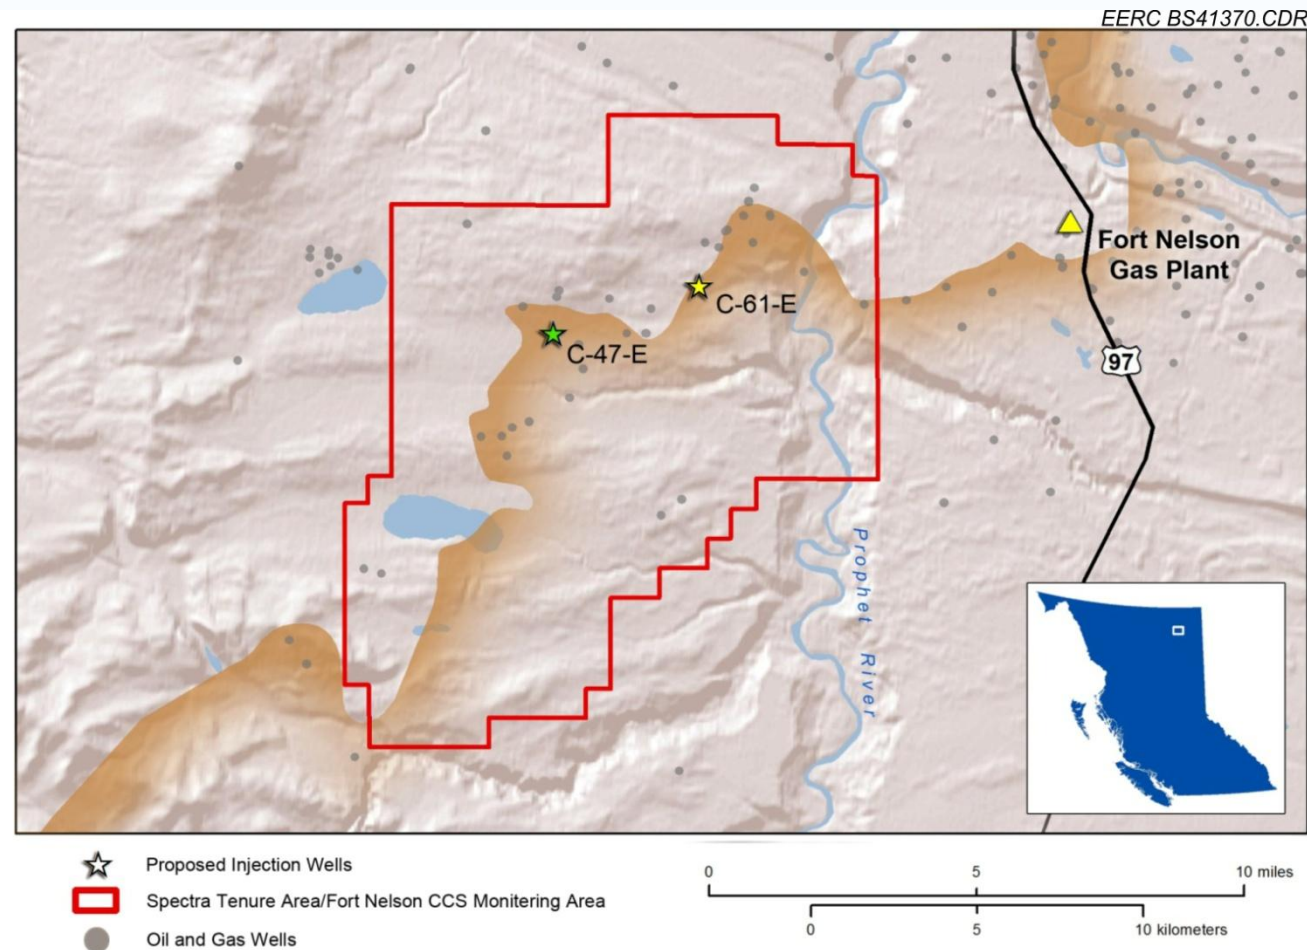 EERC BS41370.CDR
Fort Nelson
Gas Plant
C-61-E
C-47-E
97
Prophet River
Proposed Injection Wells
Spectra Tenure Area/Fort Nelson CCS Monitering Area
Oil and Gas Wells
0 5 10 miles
0 5 10 kilometers